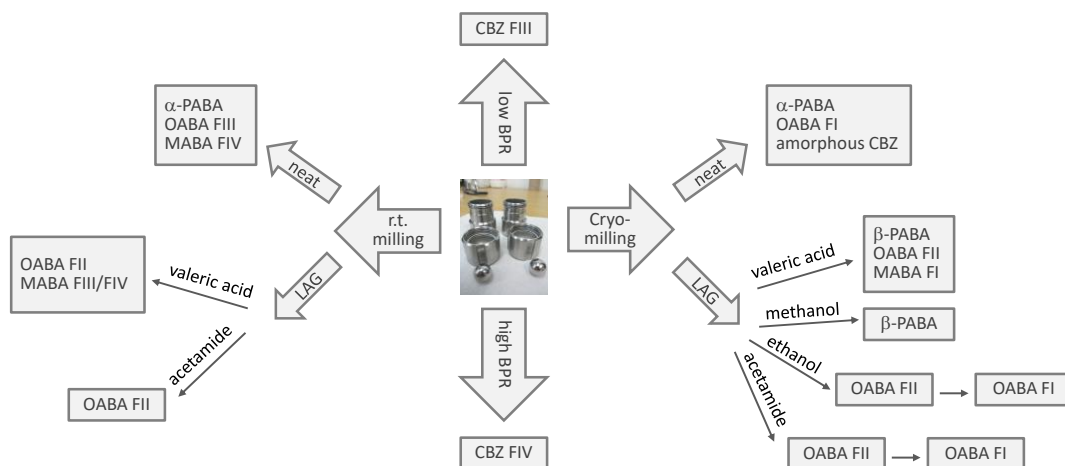 CBZ FIII
low BPR
α-PABA
OABA FIII
MABA FIV
neat
r.t.
milling
LAG
valeric acid
OABA FII
MABA FIII/FIV
acetamide
OABA FII
high BPR
CBZ FIV
Cryo-
milling
neat
α-PABA
OABA FI
amorphous CBZ
LAG
valeric acid
β-PABA
OABA FII
MABA FI
methanol
β-PABA
ethanol
OABA FII
OABA FI
acetamide
OABA FII
OABA FI